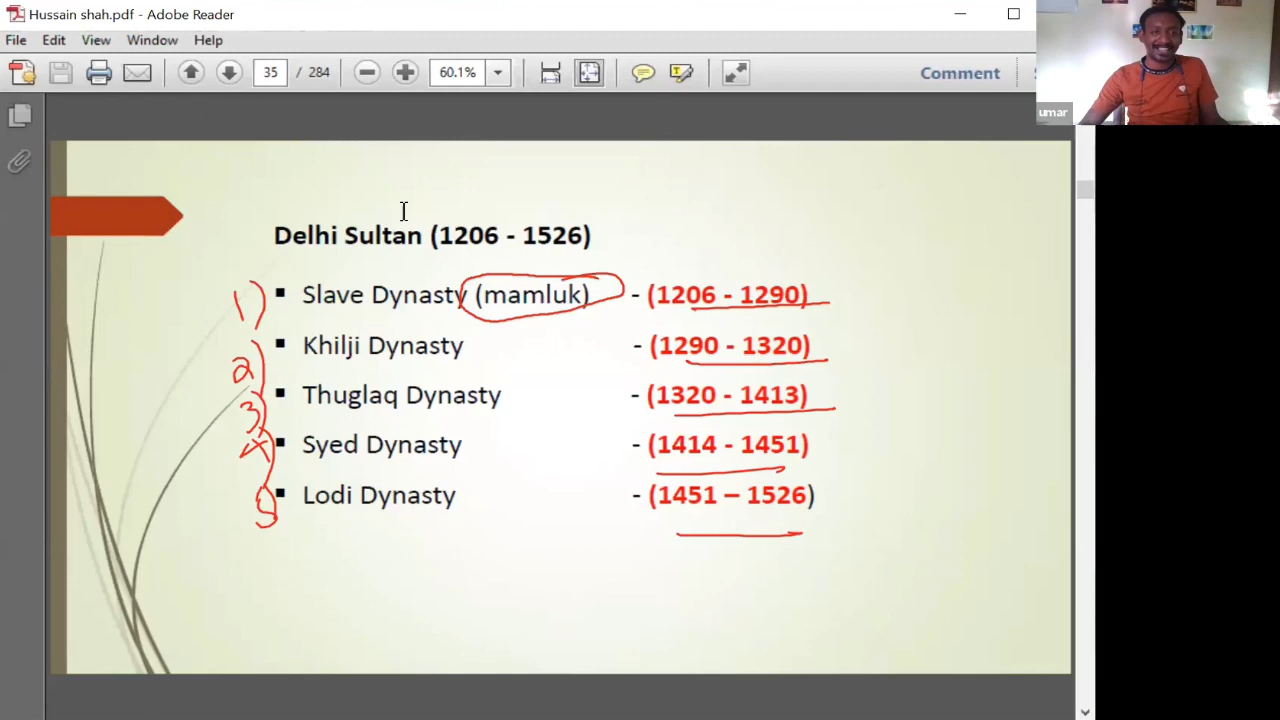 Hussain shah.pdf - Adobe Reader
File Edit View Window Help
35 / 284 60.1% Comment
umar
Delhi Sultan (1206 - 1526)
1) ▪ Slave Dynasty (mamluk) - (1206 - 1290)
2) ▪ Khilji Dynasty - (1290 - 1320)
3) ▪ Thuglaq Dynasty - (1320 - 1413)
4) ▪ Syed Dynasty - (1414 - 1451)
5 ▪ Lodi Dynasty - (1451 – 1526)